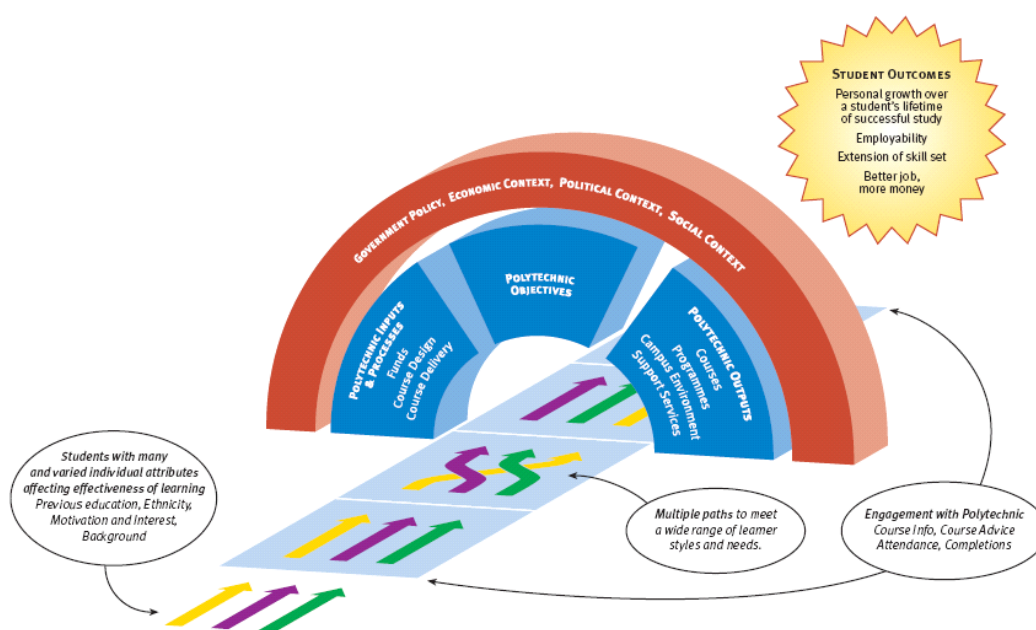 STUDENT OUTCOMES
Personal growth over
a student's lifetime
of successful study
Employability
Extension of skill set
Better job,
more money
GOVERNMENT POLICY, ECONOMIC CONTEXT, POLITICAL CONTEXT, SOCIAL CONTEXT
POLYTECHNIC INPUTS
& PROCESSES
Funds
Course Design
Course Delivery
POLYTECHNIC
OBJECTIVES
POLYTECHNIC OUTPUTS
Courses
Programmes
Campus Environment
Support Services
Students with many
and varied individual attributes
affecting effectiveness of learning
Previous education, Ethnicity,
Motivation and Interest,
Background
Multiple paths to meet
a wide range of learner
styles and needs.
Engagement with Polytechnic
Course Info, Course Advice
Attendance, Completions